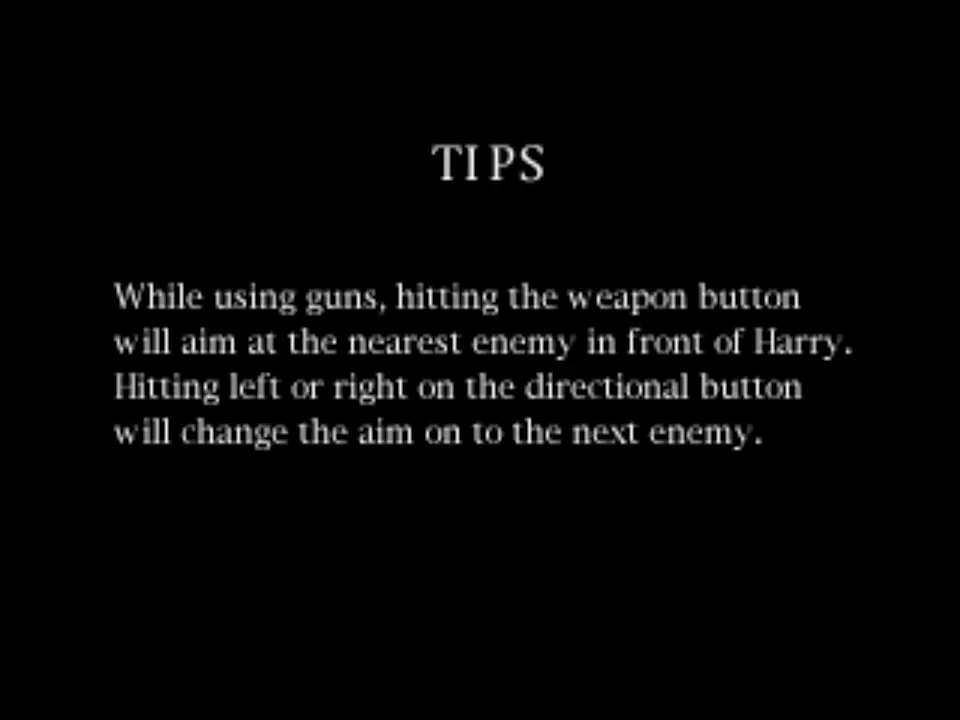 TIPS
While using guns, hitting the weapon button
will aim at the nearest enemy in front of Harry.
Hitting left or right on the directional button
will change the aim on to the next enemy.